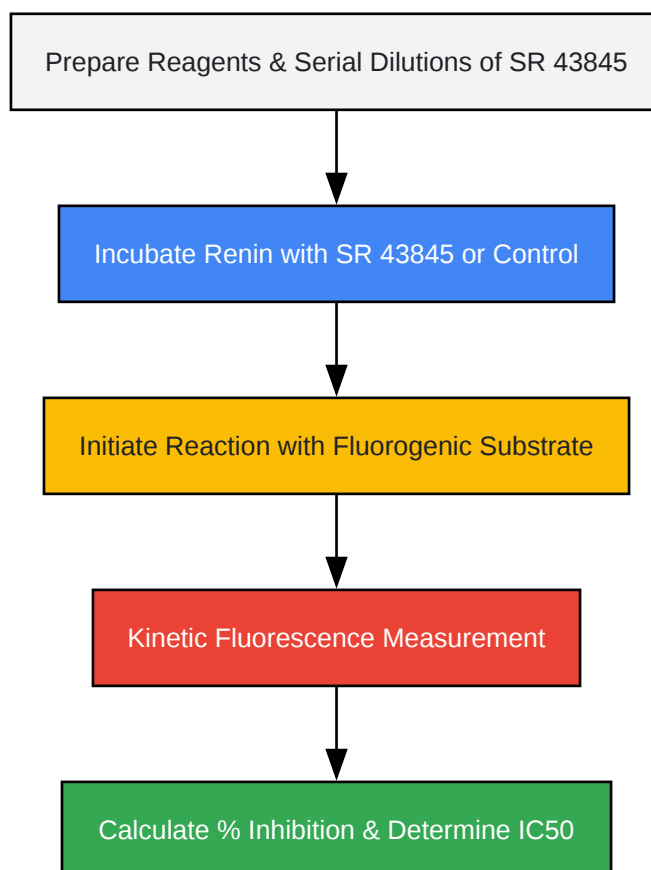 Prepare Reagents & Serial Dilutions of SR 43845
Incubate Renin with SR 43845 or Control
Initiate Reaction with Fluorogenic Substrate
Kinetic Fluorescence Measurement
Calculate % Inhibition & Determine IC50